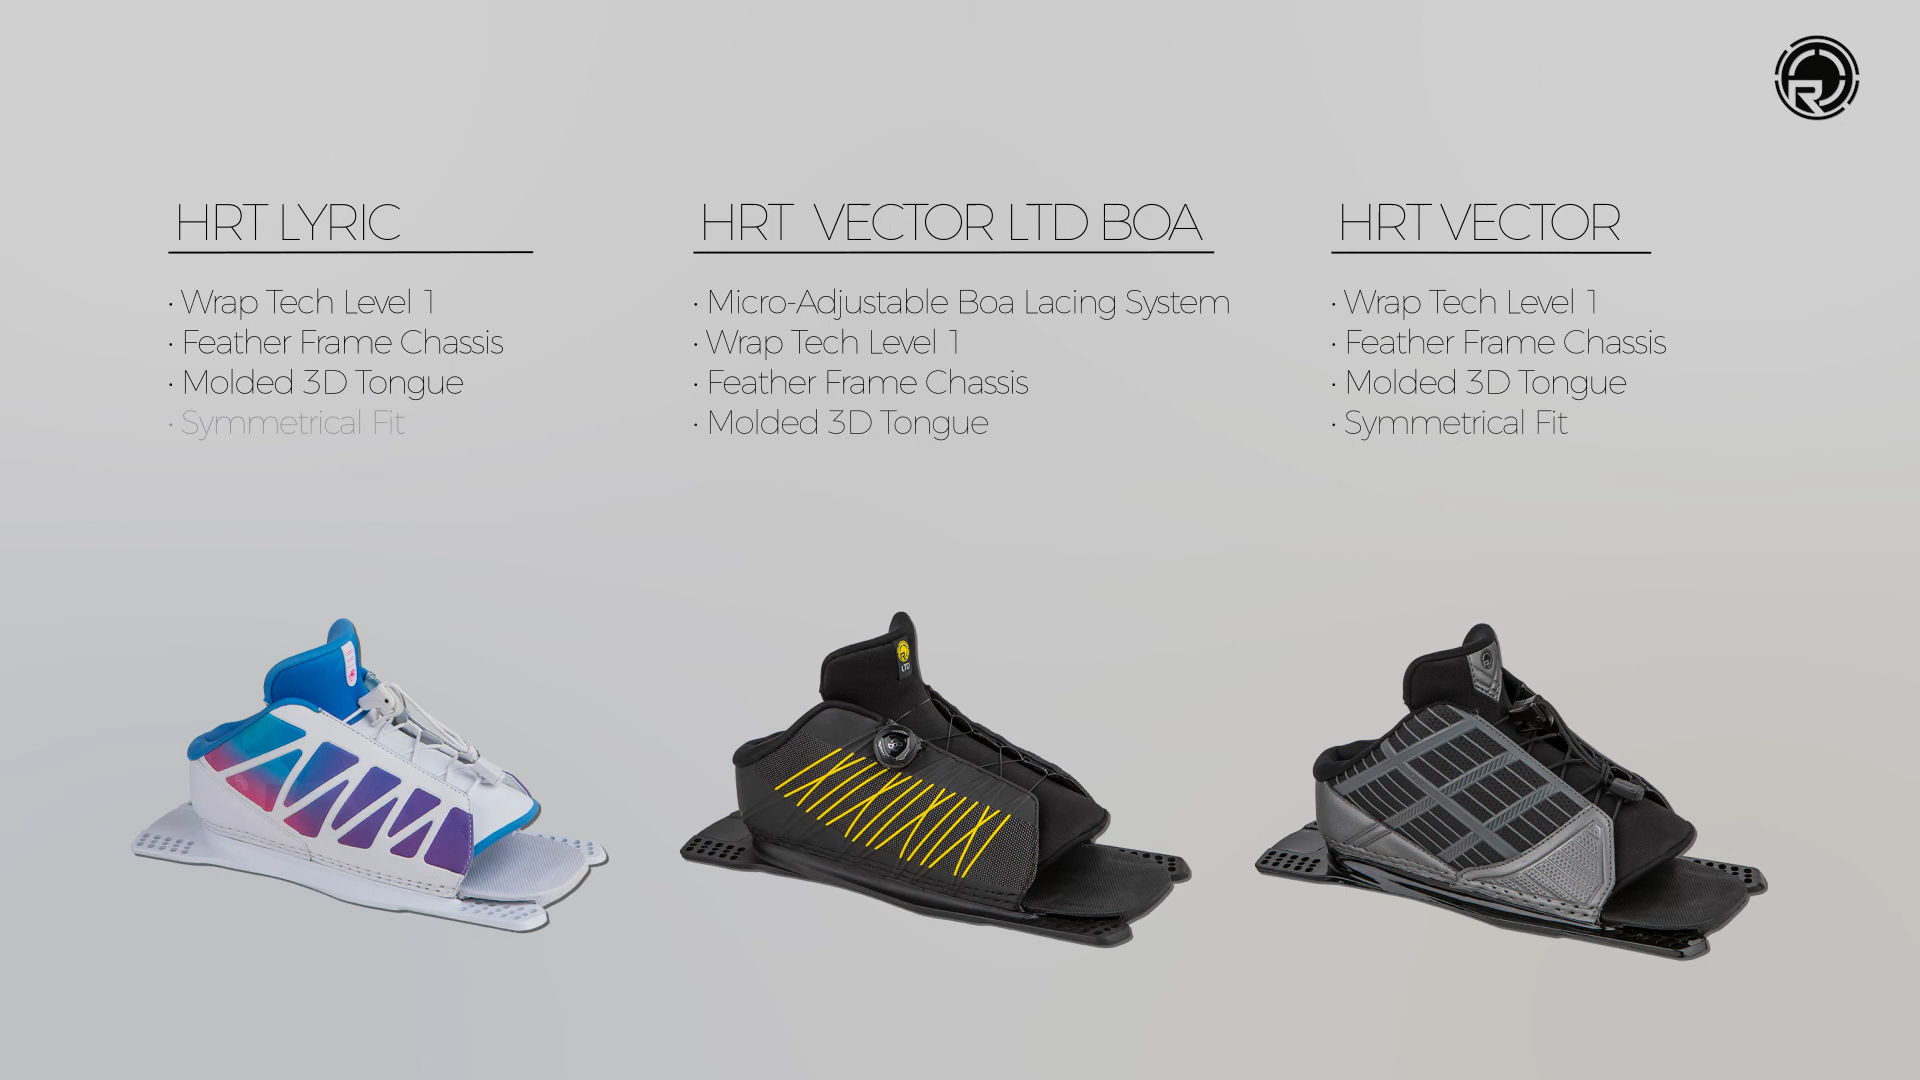 HRT LYRIC
· Wrap Tech Level 1
· Feather Frame Chassis
· Molded 3D Tongue
· Symmetrical Fit
HRT VECTOR LTD BOA
· Micro-Adjustable Boa Lacing System
· Wrap Tech Level 1
· Feather Frame Chassis
· Molded 3D Tongue
HRT VECTOR
· Wrap Tech Level 1
· Feather Frame Chassis
· Molded 3D Tongue
· Symmetrical Fit
R
R
LTD
R